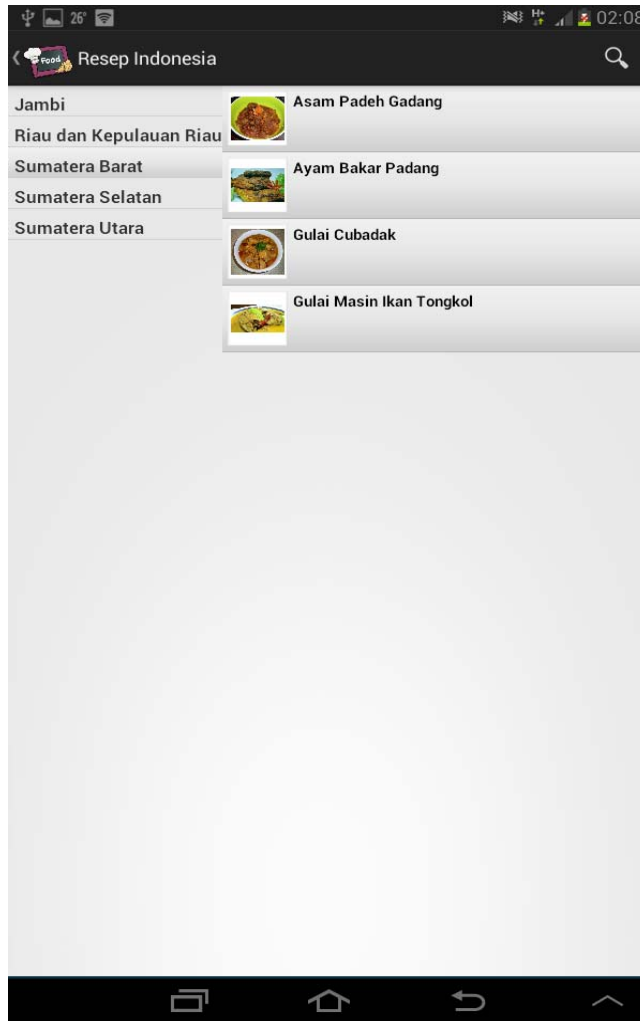 26°
H+
02:08
Food
Resep Indonesia
Jambi
Riau dan Kepulauan Riau
Sumatera Barat
Sumatera Selatan
Sumatera Utara
Asam Padeh Gadang
Ayam Bakar Padang
Gulai Cubadak
Gulai Masin Ikan Tongkol